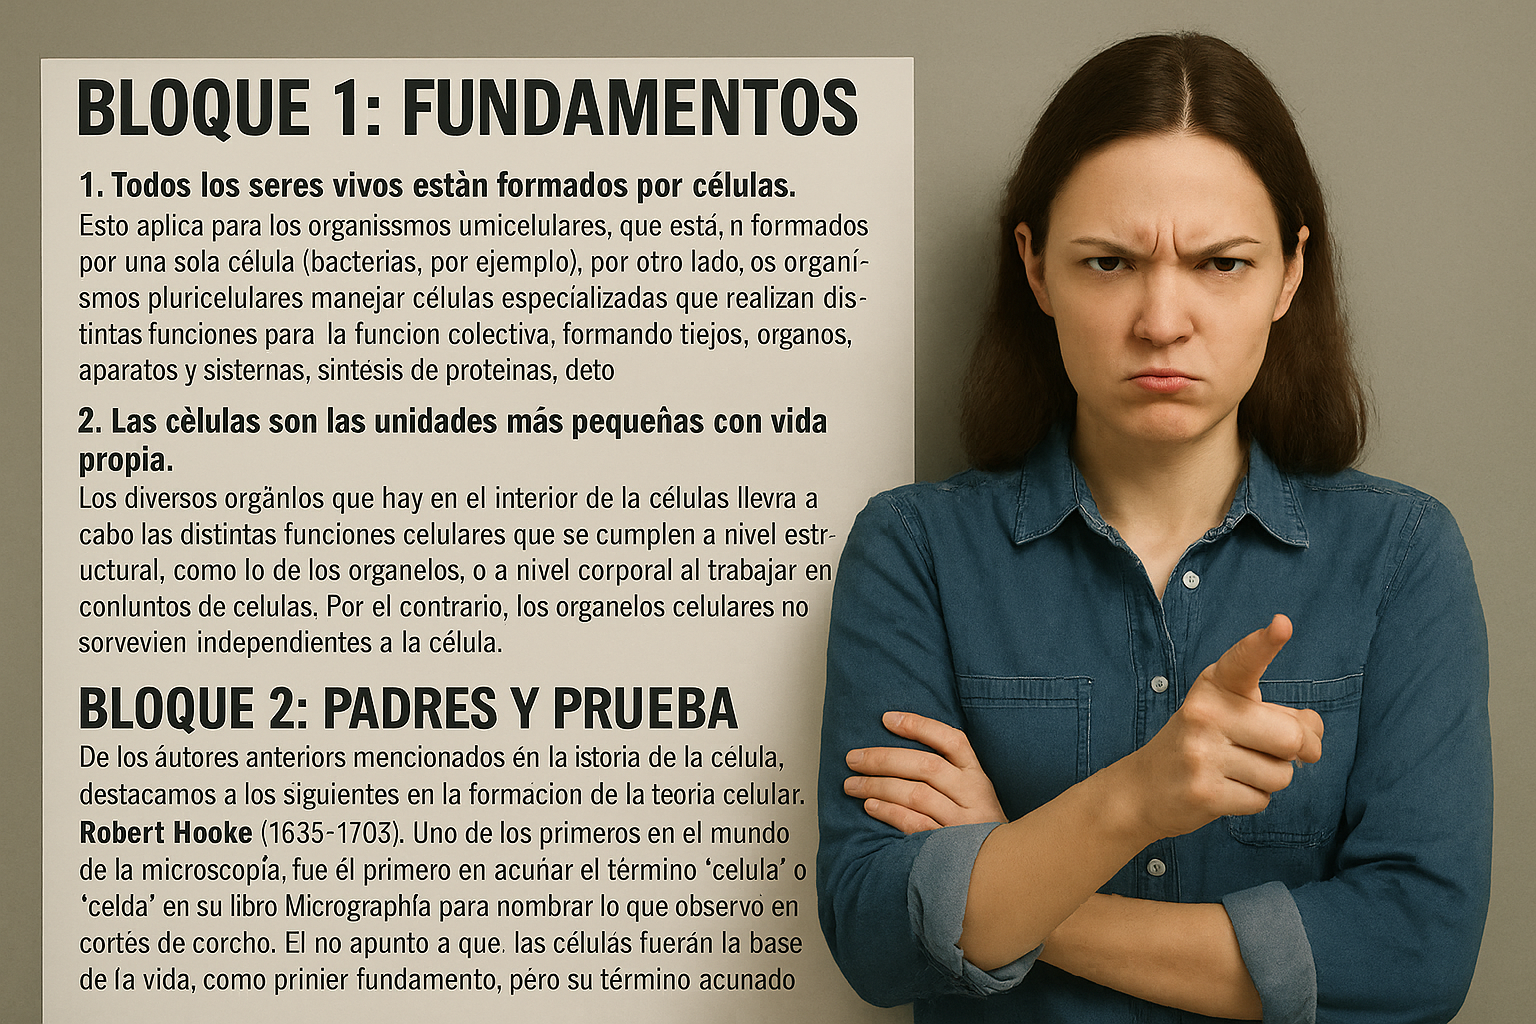 BLOQUE 1: FUNDAMENTOS
1. Todos los seres vivos estàn formados por células.
Esto aplica para los organissmos umicelulares, que está, n formmados
por una sola célula (bacterias, por ejemplo), por otro lado, os organí-
smos pluricelulares manejar células especíalizadas que realizan dis-
tintas funciones para la funcion colectiva, formando tiejos, organos,
aparatos y sisternas, sintésis de proteinas, deto
2. Las cèlulas son las unidades más pequeñas con vida
propia.
Los diversos orgänlos que hay en el interior de la células llevra a
cabo las distintas funciones celulares que se cumplen a nivel estr-
uctural, como lo de los organelos, o a nivel corporal al trabajar en
conluntos de celulas. Por el contrario, los organelos celulares no
sorvevien independientes a la célula.
BLOQUE 2: PADRES Y PRUEBA
De los áutores anteriors mencionados én la istoria de la célula,
destacamos a los siguientes en la formacion de la teoria celular.
Robert Hooke (1635-1703). Uno de los primeros en el mundo
de la microscopía, fue él primero en acuñar el término ‘celula’ o
‘celda’ en su libro Micrographía para nombrar lo que observó en
cortés de corcho. El no apunto a que. las células fuerán la base
de la vida, como prinier fundamento, péro su término acunado